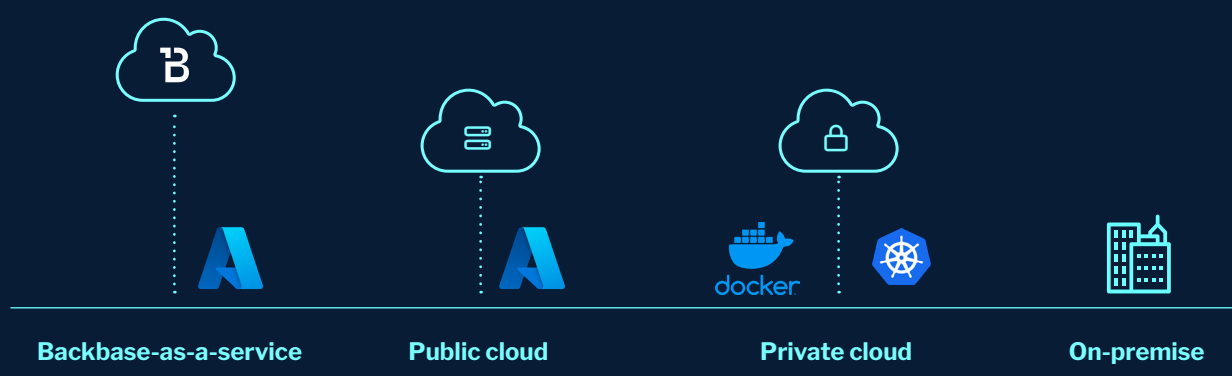 B
docker
Backbase-as-a-service
Public cloud
Private cloud
On-premise